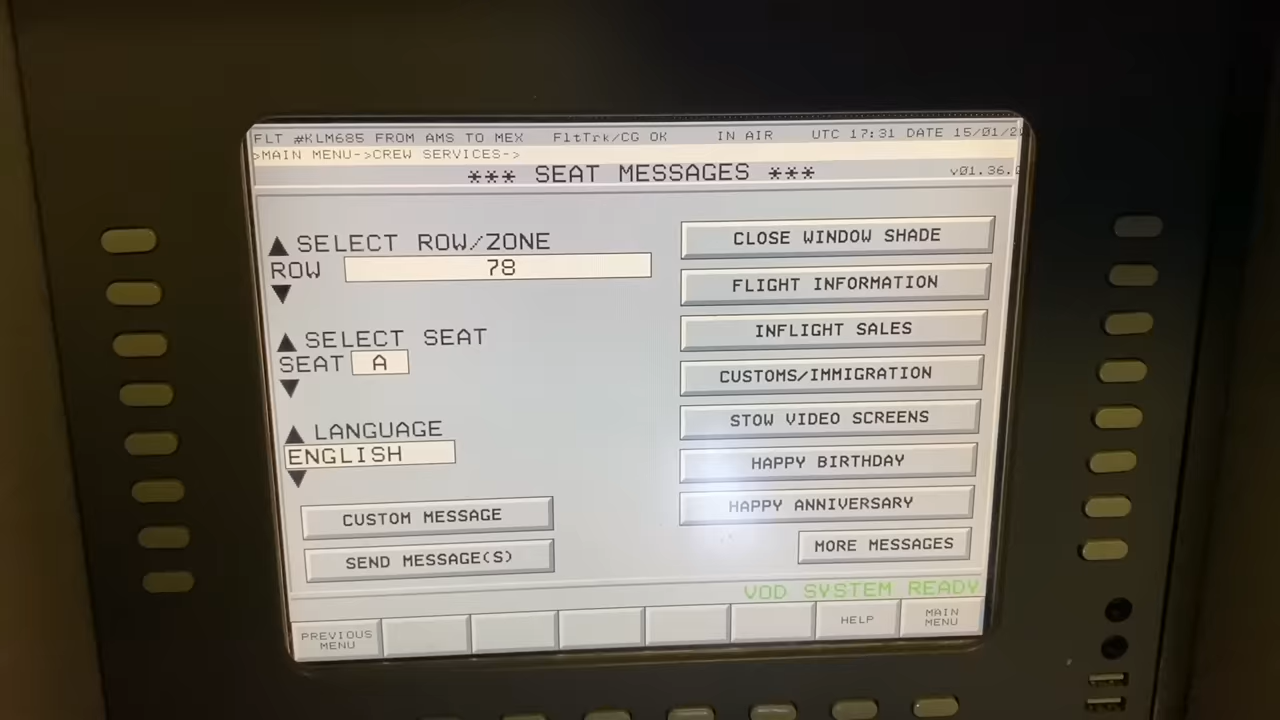 FLT #KLM685 FROM AMS TO MEX FltTrk/CG OK IN AIR UTC 17:31 DATE 15/01/2
>MAIN MENU->CREW SERVICES->
*** SEAT MESSAGES ***
v01.36.
SELECT ROW/ZONE
ROW 78
SELECT SEAT
SEAT A
LANGUAGE
ENGLISH
CUSTOM MESSAGE
SEND MESSAGE(S)
CLOSE WINDOW SHADE
FLIGHT INFORMATION
INFLIGHT SALES
CUSTOMS/IMMIGRATION
STOW VIDEO SCREENS
HAPPY BIRTHDAY
HAPPY ANNIVERSARY
MORE MESSAGES
VOD SYSTEM READY
PREVIOUS
MENU
HELP
MAIN
MENU